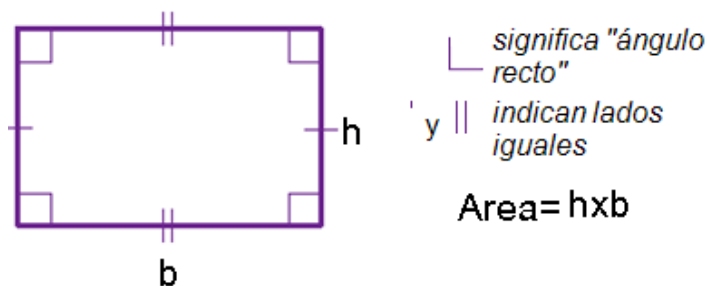 significa "ángulo
recto"
' y || indican lados
iguales
h
Area= hxb
b